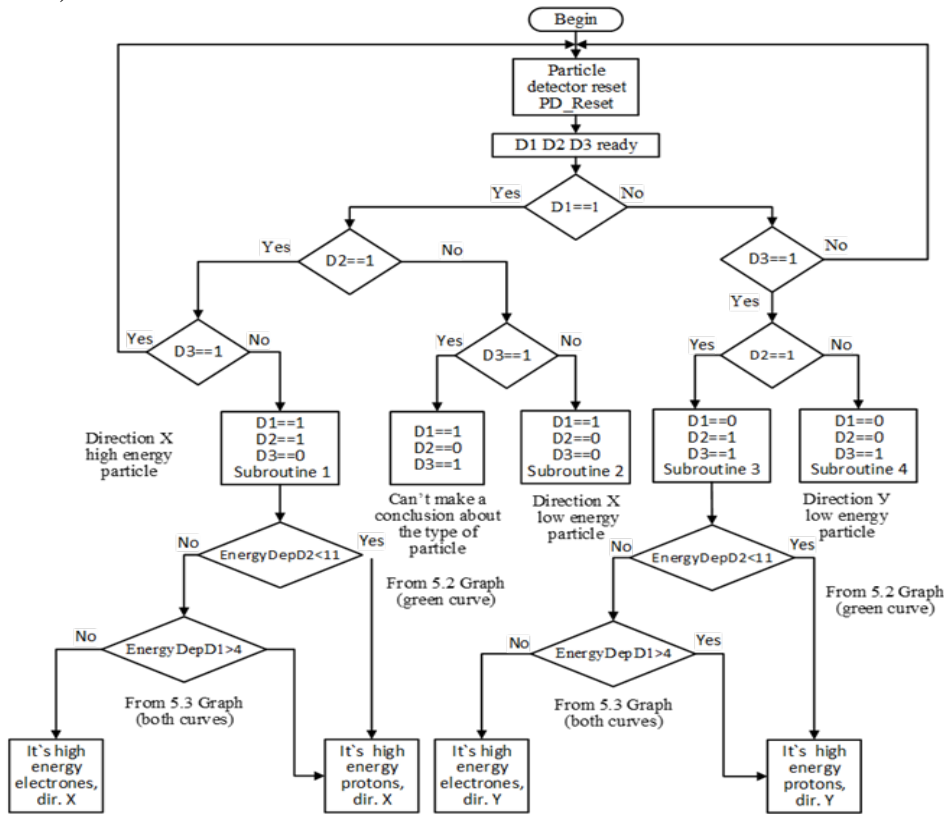 Begin
Particle
detector reset
PD_Reset
D1 D2 D3 ready
Yes
No
D1==1
Yes
No
D2==1
D3==1
No
Yes
Yes
No
D3==1
Yes
No
D3==1
Yes
No
D2==1
Direction X
high energy
particle
D1==1
D2==1
D3==0
Subroutine 1
D1==1
D2==0
D3==1
Can't make a
conclusion about
the type of
particle
D1==1
D2==0
D3==0
Subroutine 2
Direction X
low energy
particle
D1==0
D2==1
D3==1
Subroutine 3
D1==0
D2==0
D3==1
Subroutine 4
Direction У
low energy
particle
No
EnergyDepD2<11
Yes
From 5.2 Graph
(green curve)
No
EnergyDepD2<11
Yes
From 5.2 Graph
(green curve)
No
EnergyDepD1>4
From 5.3 Graph
(both curves)
No
EnergyDepD1>4
Yes
From 5.3 Graph
(both curves)
It`s high
energy
electrones,
dir. X
It`s high
energy
protons,
dir. X
It`s high
energy
electrones,
dir. Y
It`s high
energy
protons,
dir. Y